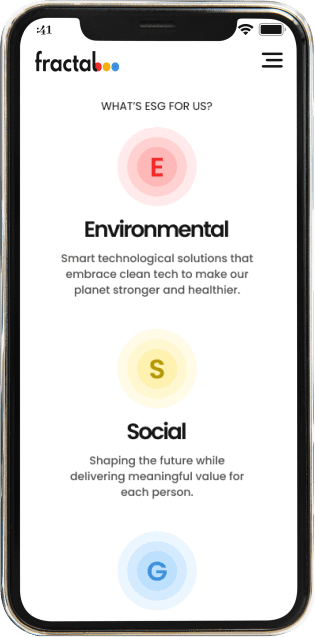 :41
fractal
WHAT'S ESG FOR US?
E
Environmental
Smart technological solutions that
embrace clean tech to make our
planet stronger and healthier.
S
Social
Shaping the future while
delivering meaningful value for
each person.
G